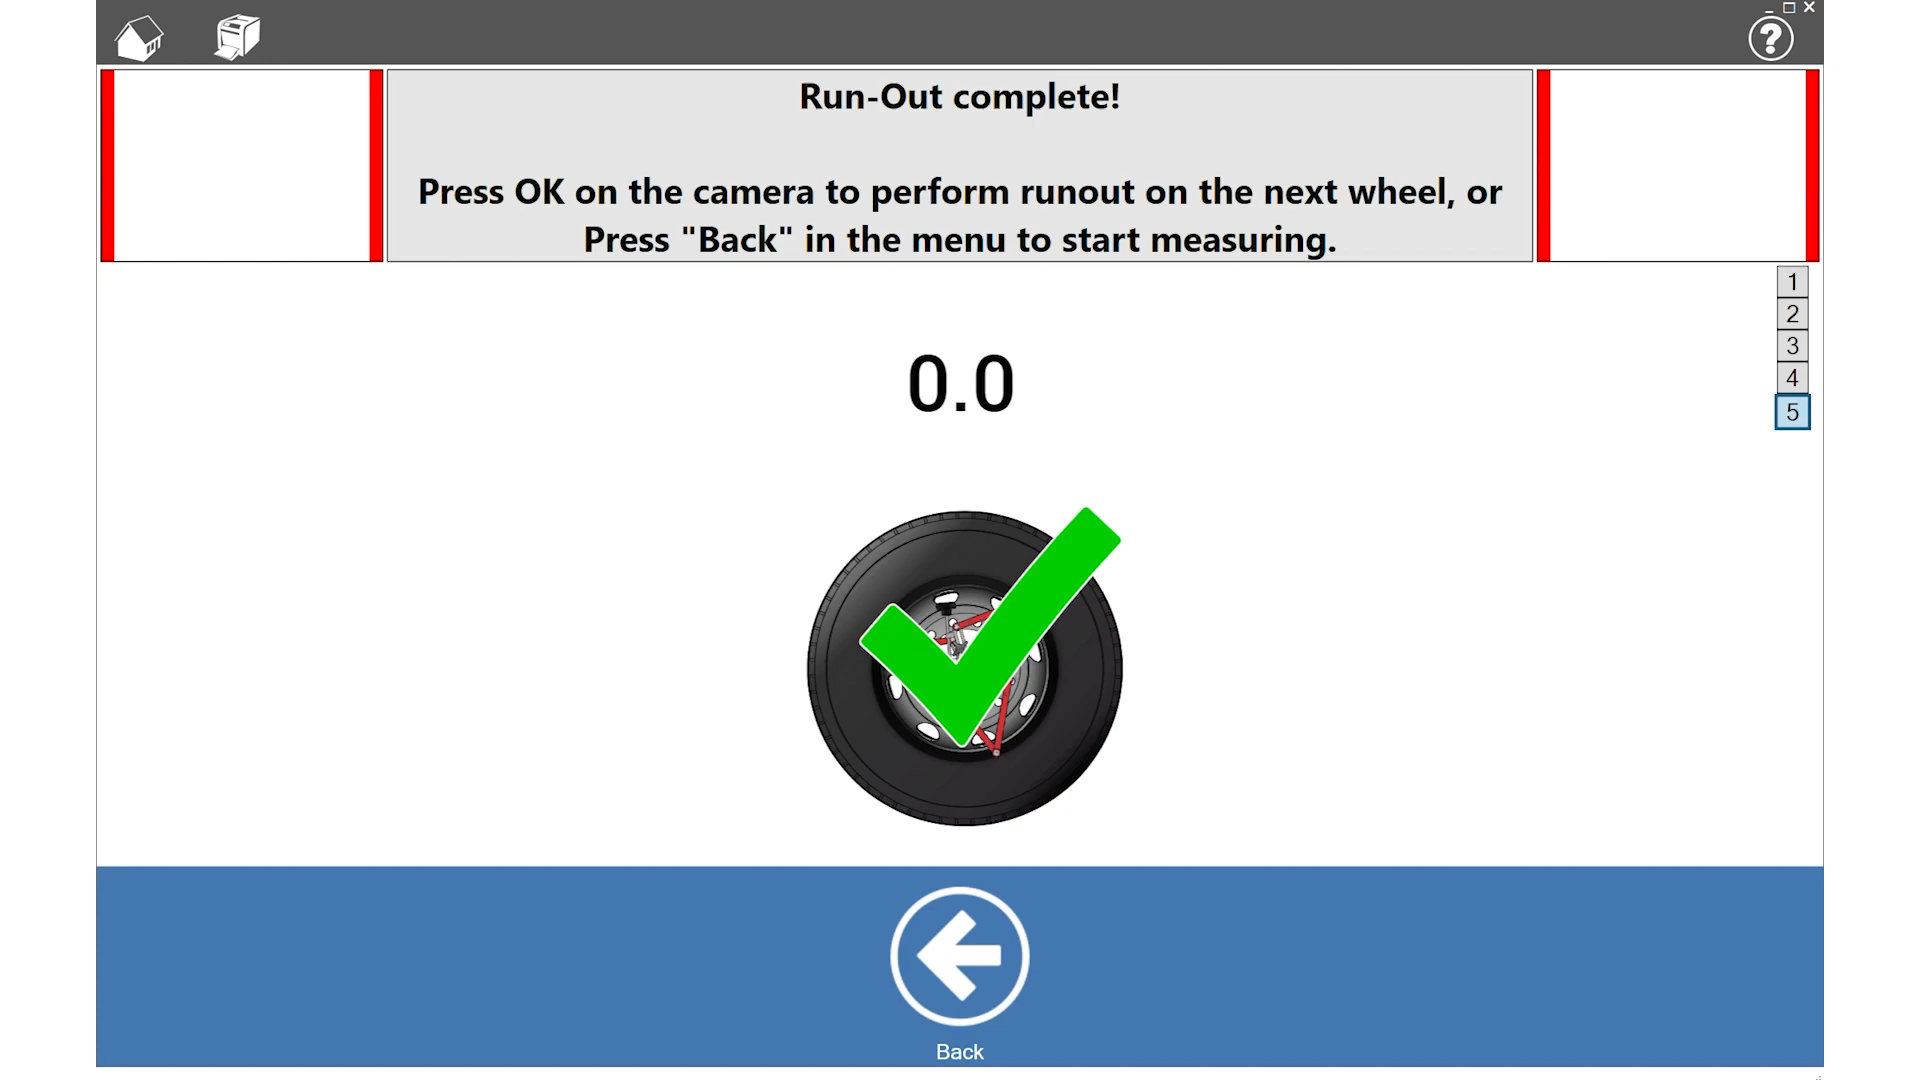 ?
Run-Out complete!
Press OK on the camera to perform runout on the next wheel, or
Press "Back" in the menu to start measuring.
1
2
3
4
5
0.0
Back